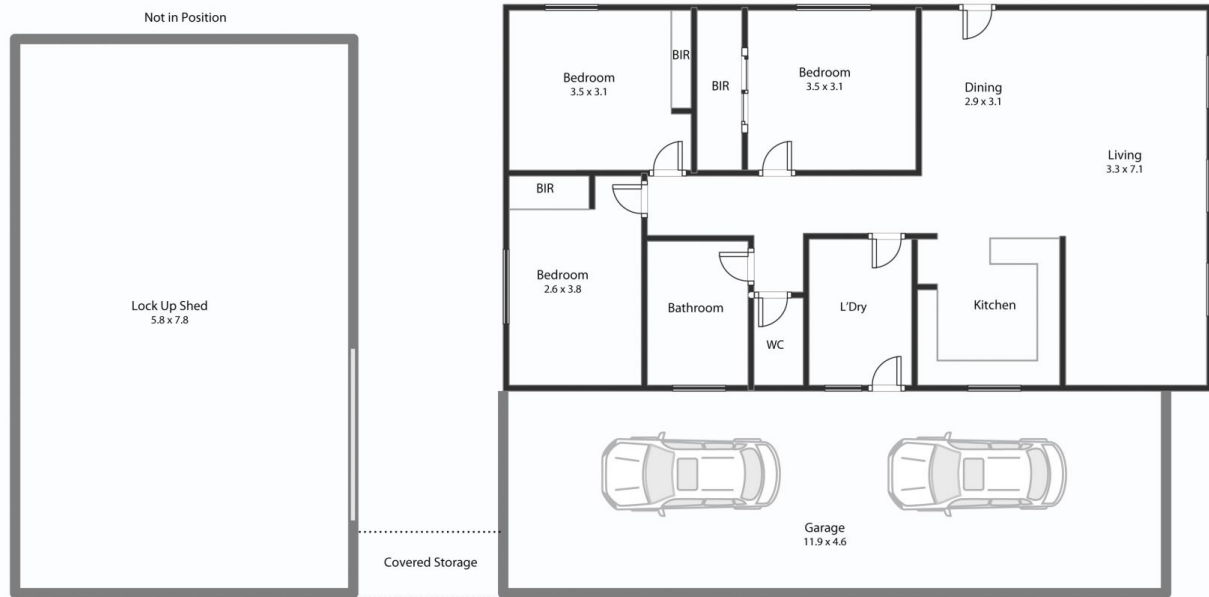 Not in Position
Lock Up Shed
5.8 x 7.8
Covered Storage
Bedroom
3.5 x 3.1
BIR
BIR
Bedroom
3.5 x 3.1
Dining
2.9 x 3.1
Living
3.3 x 7.1
BIR
Bedroom
2.6 x 3.8
Bathroom
WC
L'Dry
Kitchen
Garage
11.9 x 4.6